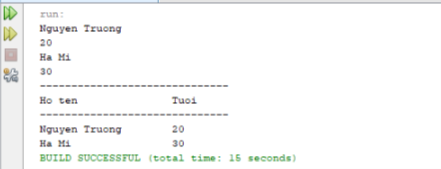 run:
Nguyen Truong
20
Ha Mi
30
------------------------------
Ho ten Tuoi
------------------------------
Nguyen Truong 20
Ha Mi 30
BUILD SUCCESSFUL (total time: 15 seconds)